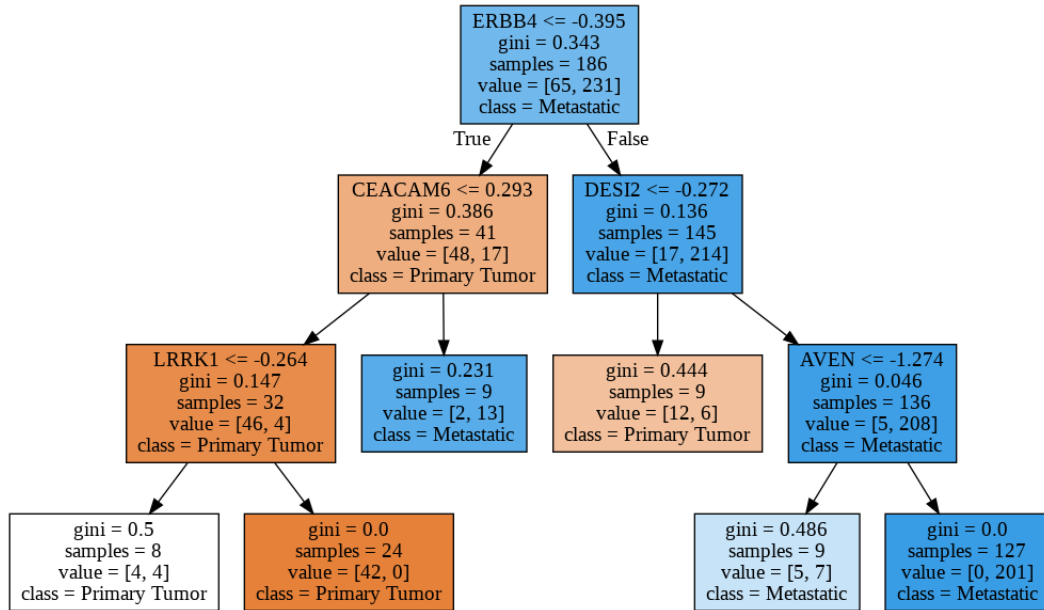 ERBB4 <= -0.395
gini = 0.343
samples = 186
value = [65, 231]
class = Metastatic
True
False
CEACAM6 <= 0.293
gini = 0.386
samples = 41
value = [48, 17]
class = Primary Tumor
DESI2 <= -0.272
gini = 0.136
samples = 145
value = [17, 214]
class = Metastatic
LRRK1 <= -0.264
gini = 0.147
samples = 32
value = [46, 4]
class = Primary Tumor
gini = 0.231
samples = 9
value = [2, 13]
class = Metastatic
gini = 0.444
samples = 9
value = [12, 6]
class = Primary Tumor
AVEN <= -1.274
gini = 0.046
samples = 136
value = [5, 208]
class = Metastatic
gini = 0.5
samples = 8
value = [4, 4]
class = Primary Tumor
gini = 0.0
samples = 24
value = [42, 0]
class = Primary Tumor
gini = 0.486
samples = 9
value = [5, 7]
class = Metastatic
gini = 0.0
samples = 127
value = [0, 201]
class = Metastatic